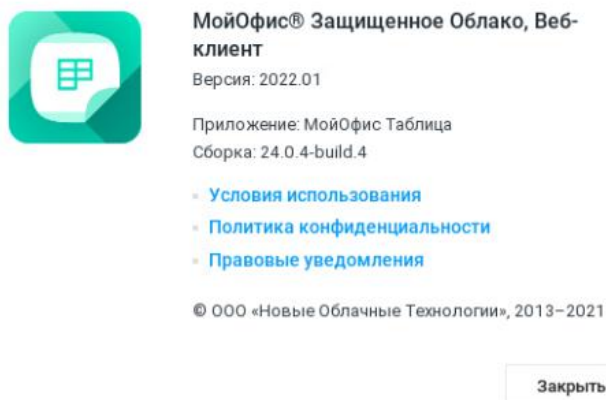 МойОфис® Защищенное Облако, Веб-
клиент
Версия: 2022.01
Приложение: МойОфис Таблица
Сборка: 24.0.4-build.4
Условия использования
Политика конфиденциальности
Правовые уведомления
© ООО «Новые Облачные Технологии», 2013–2021
Закрыть